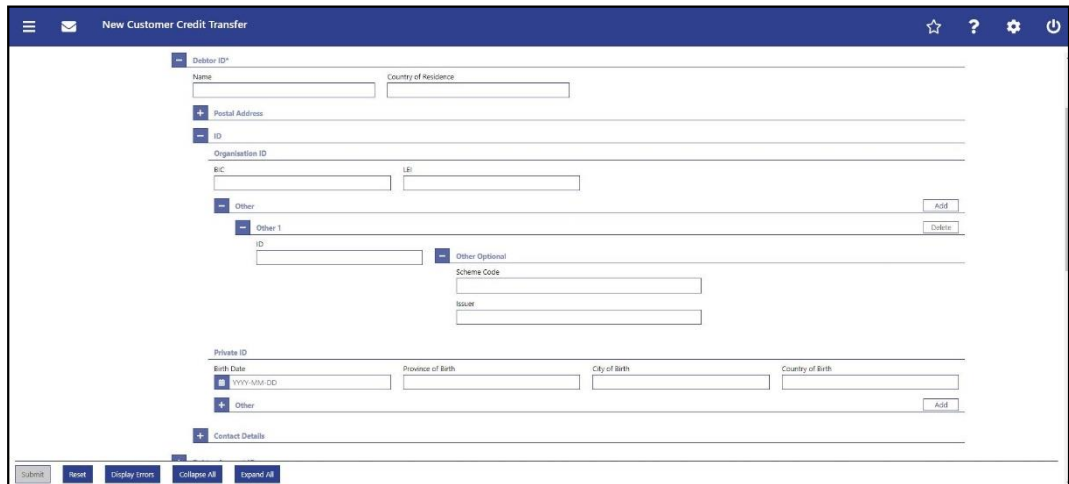 New Customer Credit Transfer
?
Debtor ID*
Name Country of Residence
Postal Address
ID
Organisation ID
BIC LEI
Other Add
Other 1 Delete
ID Other Optional
Scheme Code
Issuer
Private ID
Birth Date Province of Birth City of Birth Country of Birth
YYYY-MM-DD
Other Add
Contact Details
Submit Reset Display Errors Collapse All Expand All